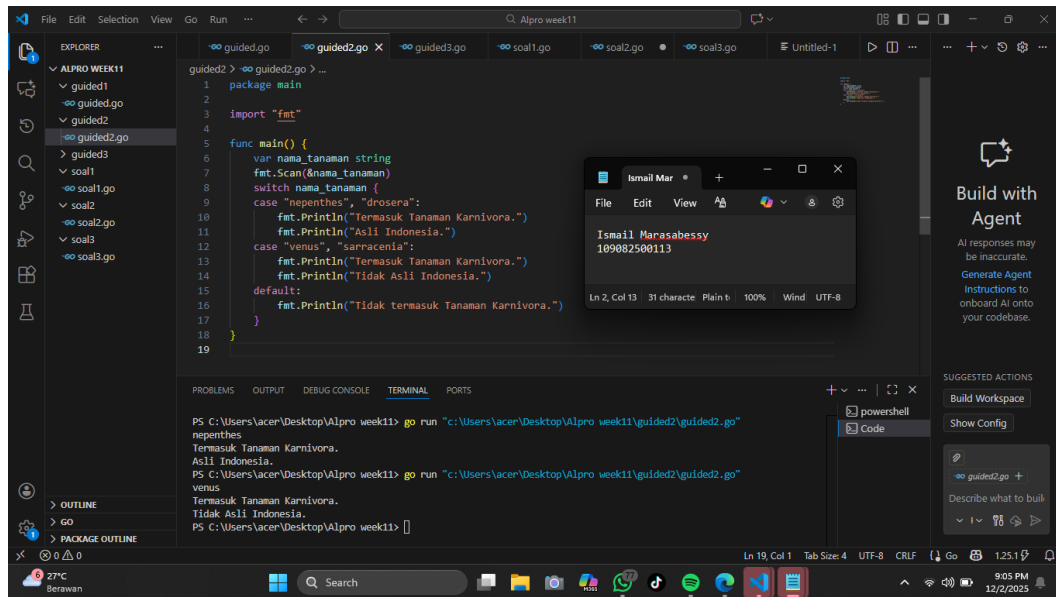 File Edit Selection View Go Run ··· Alpro week11
EXPLORER ···
ALPRO WEEK11
guided1
guided.go
guided2
guided2.go
guided3
soal1
soal1.go
soal2
soal2.go
soal3
soal3.go
OUTLINE
GO
PACKAGE OUTLINE
guided.go guided2.go guided3.go soal1.go soal2.go soal3.go Untitled-1
guided2 > guided2.go > ...
1 package main
2
3 import "fmt"
4
5 func main() {
6 var nama_tanaman string
7 fmt.Scan(&nama_tanaman)
8 switch nama_tanaman {
9 case "nepenthes", "drosera":
10 fmt.Println("Termasuk Tanaman Karnivora.")
11 fmt.Println("Asli Indonesia.")
12 case "venus", "sarracenia":
13 fmt.Println("Termasuk Tanaman Karnivora.")
14 fmt.Println("Tidak Asli Indonesia.")
15 default:
16 fmt.Println("Tidak termasuk Tanaman Karnivora.")
17 }
18 }
19
Ismail Mar
File Edit View
Ismail Marasabessy
109082500113
Ln 2, Col 13 31 characte Plain t 100% Wind UTF-8
PROBLEMS OUTPUT DEBUG CONSOLE TERMINAL PORTS
PS C:\Users\acer\Desktop\Alpro week11> go run "c:\Users\acer\Desktop\Alpro week11\guided2\guided2.go"
nepenthes
Termasuk Tanaman Karnivora.
Asli Indonesia.
PS C:\Users\acer\Desktop\Alpro week11> go run "c:\Users\acer\Desktop\Alpro week11\guided2\guided2.go"
venus
Termasuk Tanaman Karnivora.
Tidak Asli Indonesia.
PS C:\Users\acer\Desktop\Alpro week11>
powershell
Code
Build with
Agent
AI responses may
be inaccurate.
Generate Agent
Instructions to
onboard AI onto
your codebase.
SUGGESTED ACTIONS
Build Workspace
Show Config
guided2.go +
Describe what to buil
Ln 19, Col 1 Tab Size: 4 UTF-8 CRLF Go 1.25.1
0 0
6
27°C
Berawan
Search
9:05 PM
12/2/2025